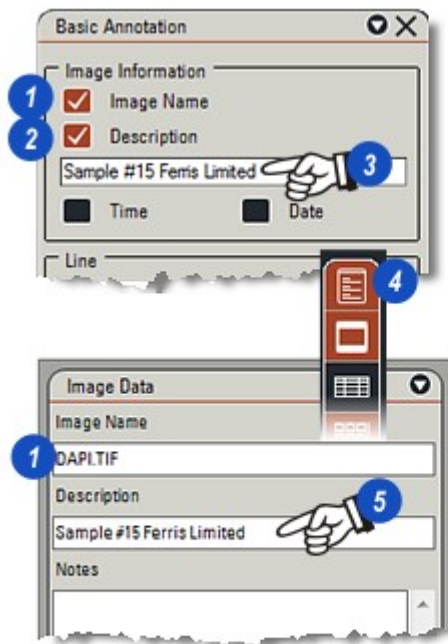 Basic Annotation
Image Information
1 Image Name
2 Description
Sample #15 Ferris Limited 3
Time Date
Line
4
Image Data
Image Name
1 DAPI.TIF
Description
5
Sample #15 Ferris Limited
Notes